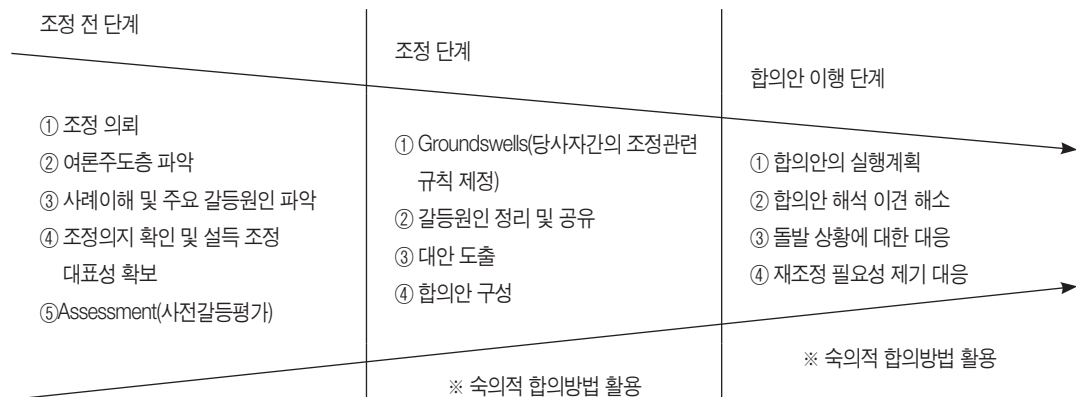 조정 전 단계
① 조정 의뢰
② 여론주도층 파악
③ 사례이해 및 주요 갈등원인 파악
④ 조정의지 확인 및 설득 조정
대표성 확보
⑤Assessment(사전갈등평가)
조정 단계
① Groundswells(당사자간의 조정관련
규칙 제정)
② 갈등원인 정리 및 공유
③ 대안 도출
④ 합의안 구성
※ 숙의적 합의방법 활용
합의안 이행 단계
① 합의안의 실행계획
② 합의안 해석 이견 해소
③ 돌발 상황에 대한 대응
④ 재조정 필요성 제기 대응
※ 숙의적 합의방법 활용